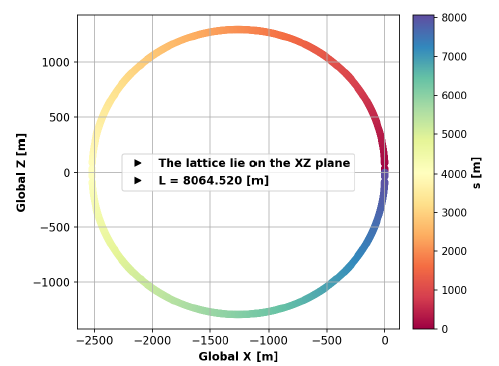 Global Z [m]
1000
500
0
−500
−1000
▶ The lattice lie on the XZ plane
▶ L = 8064.520 [m]
−2500 −2000 −1500 −1000 −500 0
Global X [m]
8000
7000
6000
5000
4000
3000
2000
1000
0
s [m]